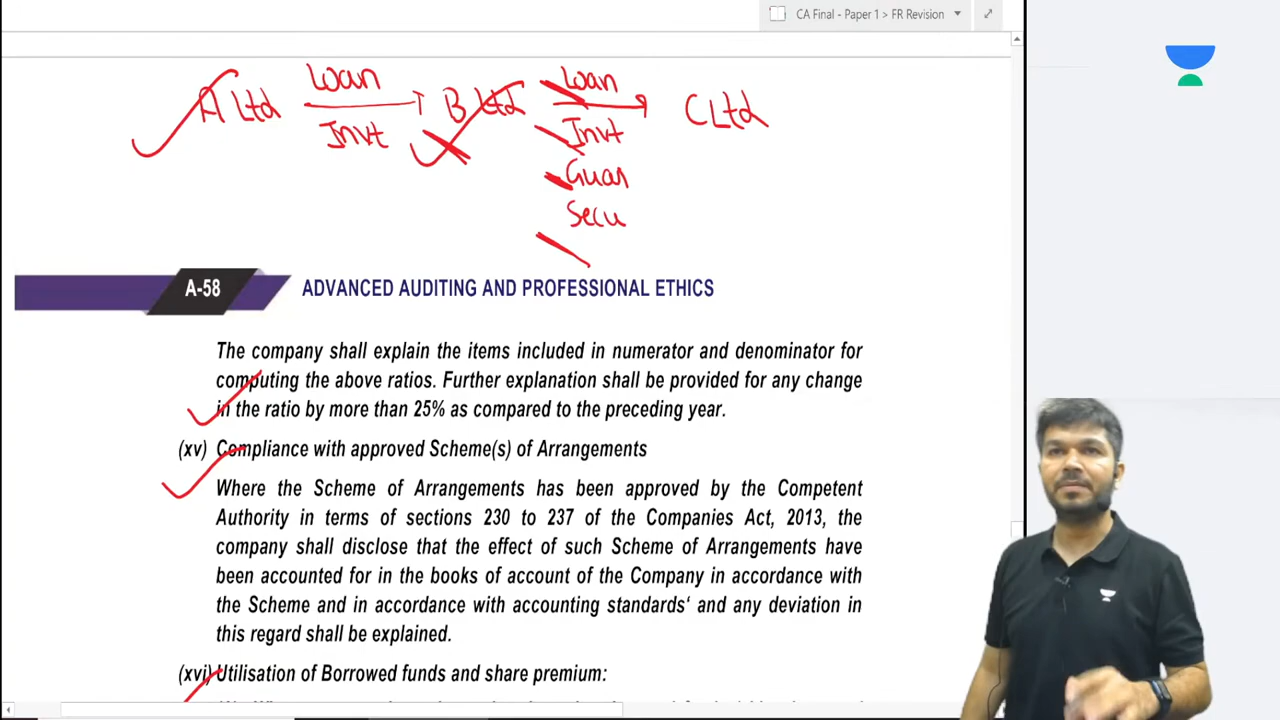 CA Final - Paper 1 > FR Revision
Loan Loan
A Ltd B Ltd C Ltd
Invt Invt
Guar
Secu
A-58 ADVANCED AUDITING AND PROFESSIONAL ETHICS
The company shall explain the items included in numerator and denominator for
computing the above ratios. Further explanation shall be provided for any change
in the ratio by more than 25% as compared to the preceding year.
(xv) Compliance with approved Scheme(s) of Arrangements
Where the Scheme of Arrangements has been approved by the Competent
Authority in terms of sections 230 to 237 of the Companies Act, 2013, the
company shall disclose that the effect of such Scheme of Arrangements have
been accounted for in the books of account of the Company in accordance with
the Scheme and in accordance with accounting standards‘ and any deviation in
this regard shall be explained.
(xvi) Utilisation of Borrowed funds and share premium: